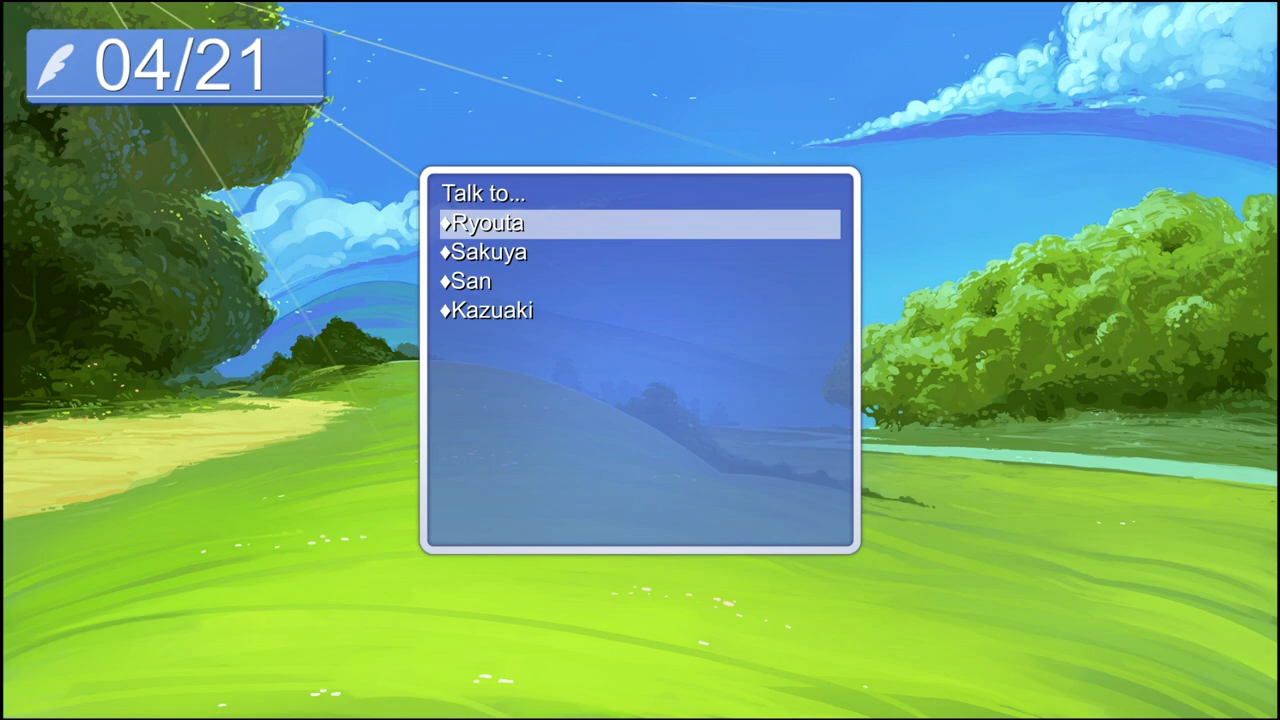 04/21
Talk to...
♦Ryouta
♦Sakuya
♦San
♦Kazuaki